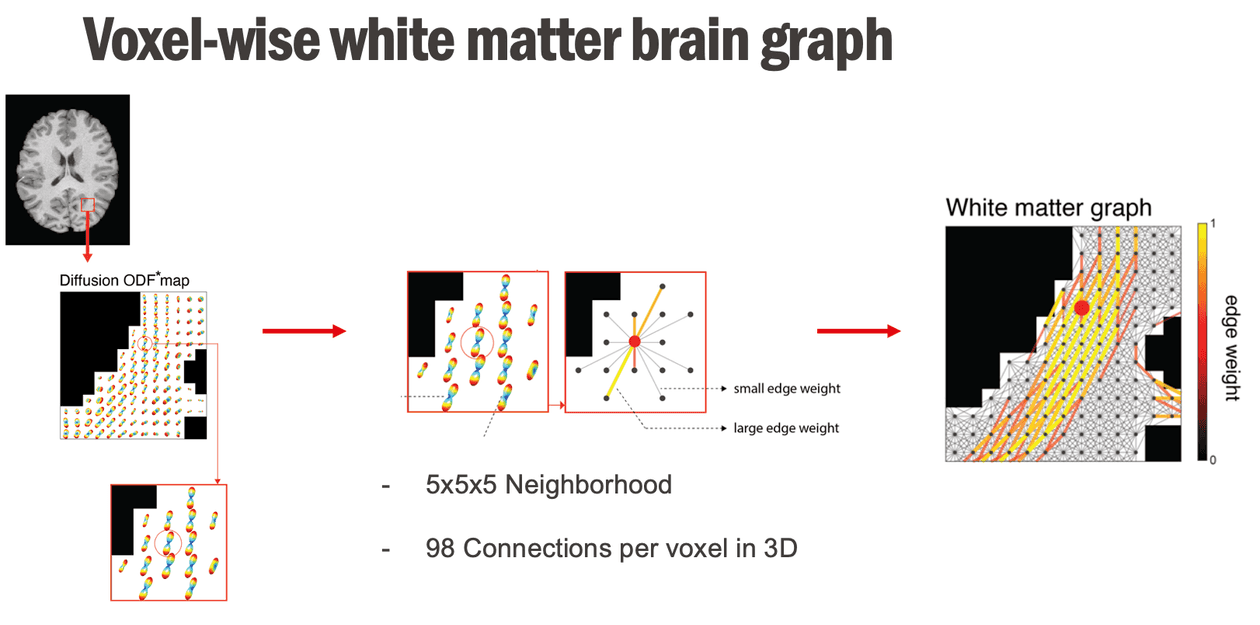 Voxel-wise white matter brain graph
Diffusion ODF*map
small edge weight
large edge weight
- 5x5x5 Neighborhood
- 98 Connections per voxel in 3D
White matter graph
1
0
edge weight